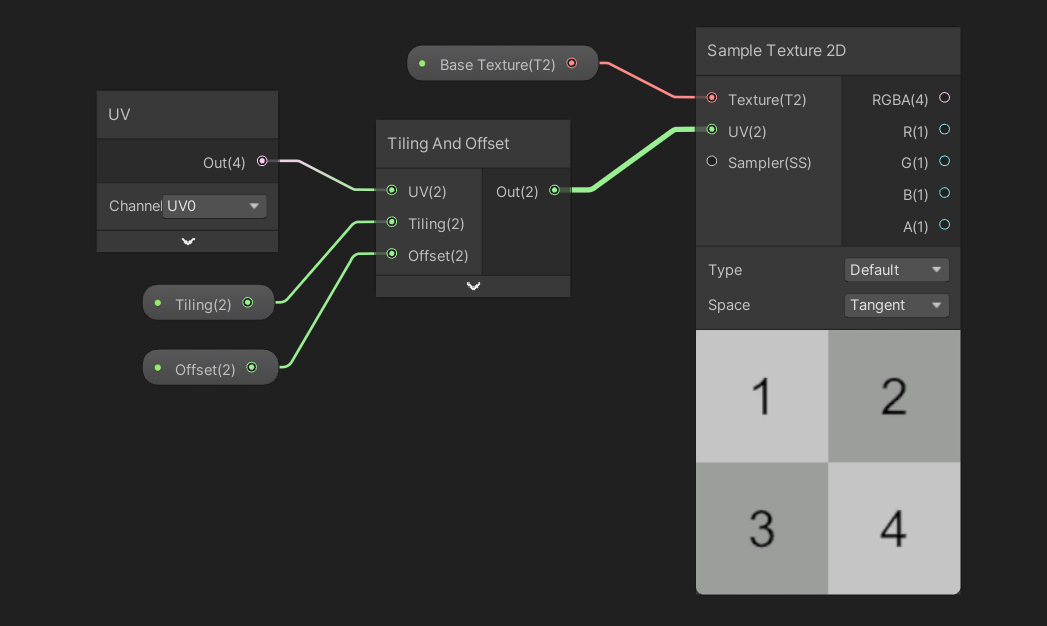 UV
Out(4)
Channel UV0
Tiling(2)
Offset(2)
Base Texture(T2)
Tiling And Offset
UV(2) Out(2)
Tiling(2)
Offset(2)
Sample Texture 2D
Texture(T2) RGBA(4)
UV(2) R(1)
Sampler(SS) G(1)
B(1)
A(1)
Type Default
Space Tangent
1 2
3 4